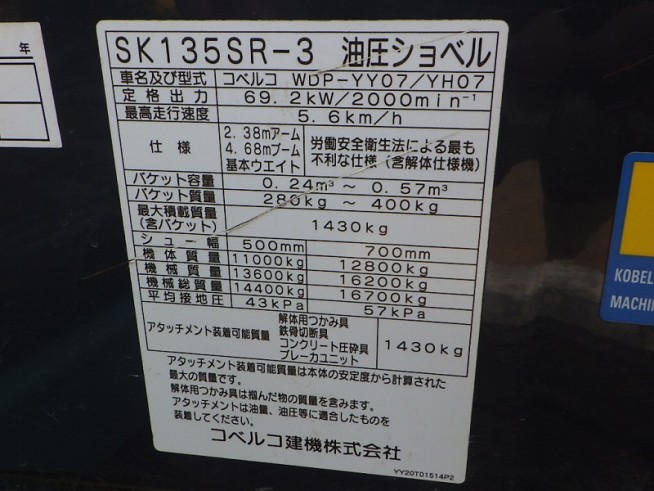 年
SK135SR-3 油圧ショベル
車名及び型式 コベルコ WDP-YY07/YH07
定格出力 69.2kW/2000min⁻¹
最高走行速度 5.6km/h
仕様 2.38mアーム 4.68mブーム 基本ウエイト 労働安全衛生法による最も不利な仕様(含解体仕様機)
バケット容量 0.24m³ ~ 0.57m³
バケット質量 280kg ~ 400kg
最大積載質量(含バケット) 1430kg
シュー幅 500mm 700mm
機体質量 11000kg 12800kg
機械質量 13600kg 16200kg
機械総質量 14400kg 16700kg
平均接地圧 43kPa 57kPa
アタッチメント装着可能質量 解体用つかみ具 鉄骨切断具 コンクリート圧砕具 ブレーカユニット 1430kg
アタッチメント装着可能質量は本体の安定度から計算された
最大の質量です。
解体用つかみ具は掴んだ物の質量を含みます。
アタッチメントは油量、油圧等に適合したものを
装着してください。
コベルコ建機株式会社
YY20T01514P2
KOBEL
MACHI